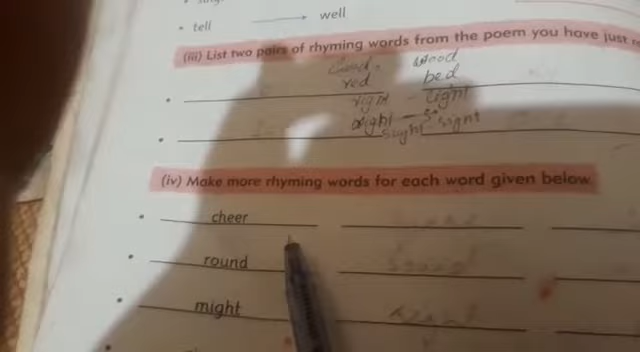 • tell → well
(iii) List two pairs of rhyming words from the poem you have just
Good. Wood
red bed
right - light
night -
sight
(iv) Make more rhyming words for each word given below.
• cheer
• round
• might